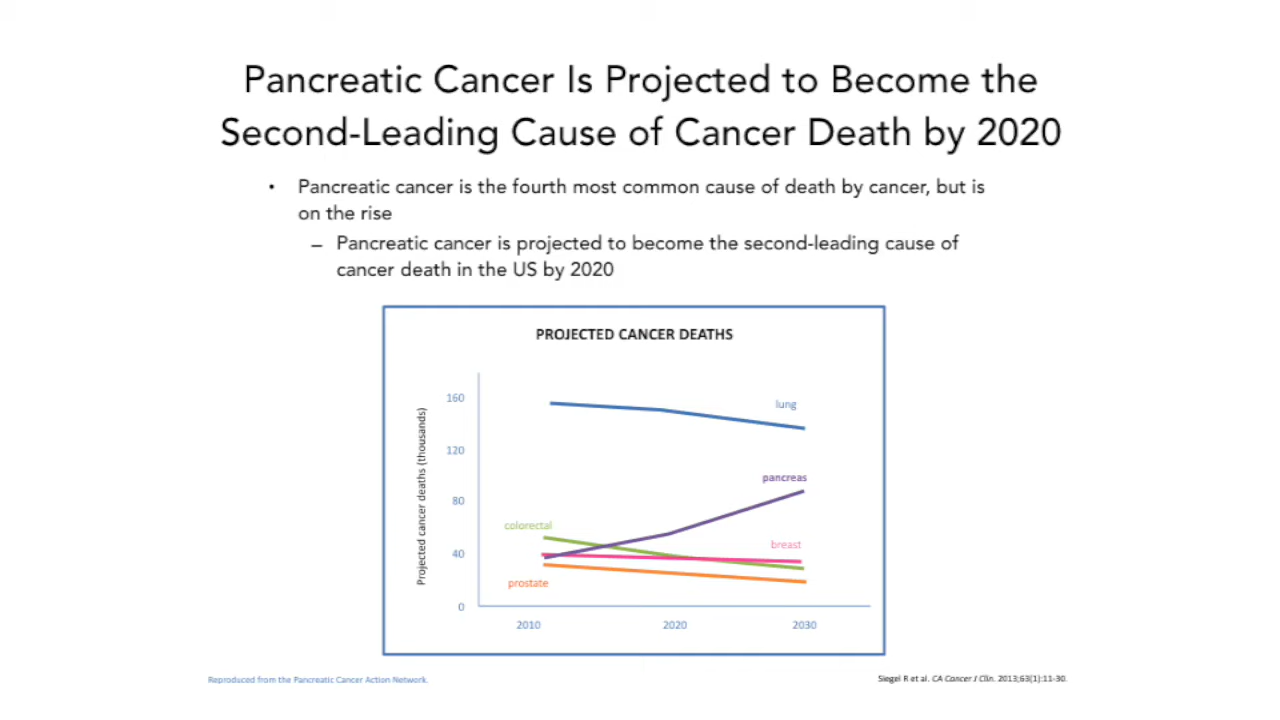 Pancreatic Cancer Is Projected to Become the
Second-Leading Cause of Cancer Death by 2020
• Pancreatic cancer is the fourth most common cause of death by cancer, but is
on the rise
– Pancreatic cancer is projected to become the second-leading cause of
cancer death in the US by 2020
PROJECTED CANCER DEATHS
Projected cancer deaths (thousands)
160
120
80
40
0
lung
pancreas
colorectal
breast
prostate
2010 2020 2030
Reproduced from the Pancreatic Cancer Action Network.
Siegel R et al. CA Cancer J Clin. 2013;63(1):11-30.